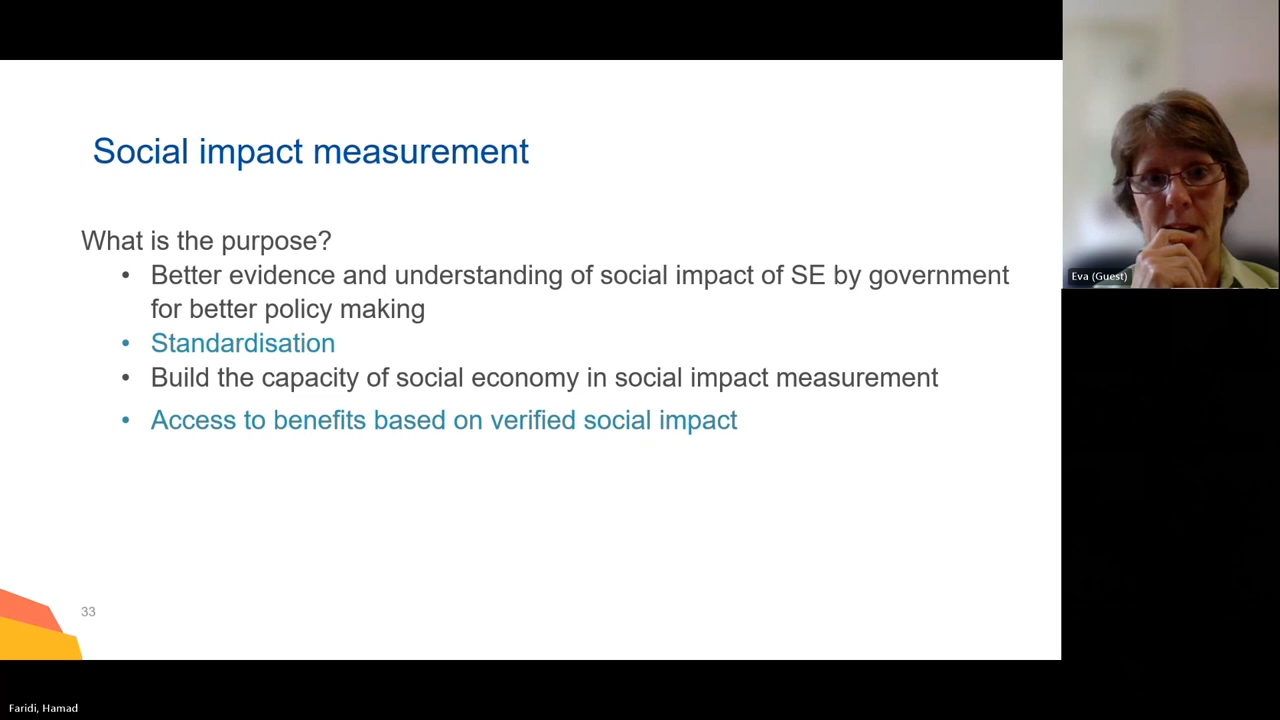 Social impact measurement
What is the purpose?
• Better evidence and understanding of social impact of SE by government
for better policy making
• Standardisation
• Build the capacity of social economy in social impact measurement
• Access to benefits based on verified social impact
33
Eva (Guest)
Faridi, Hamad